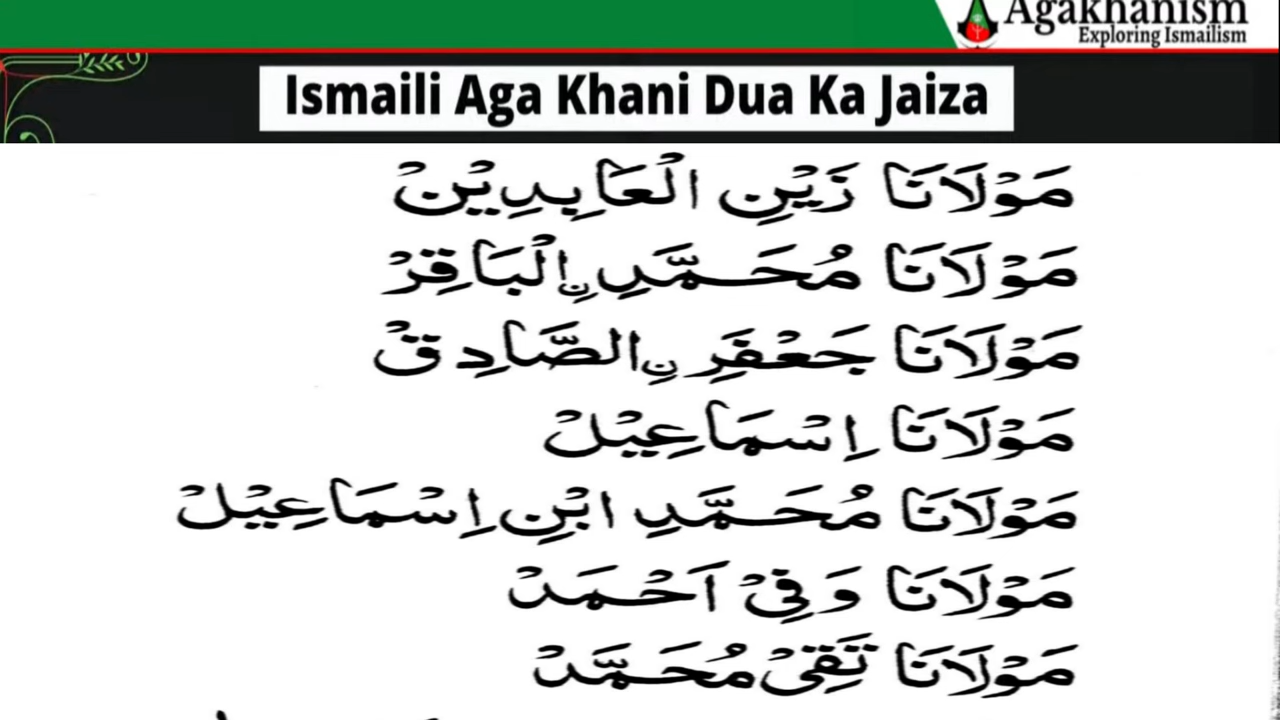 Agakhanism
Exploring Ismailism
Ismaili Aga Khani Dua Ka Jaiza
مَوْلَانَا زَيْنِ الْعَابِدِيْنْ
مَوْلَانَا مُحَمَّدِ نِ الْبَاقِرْ
مَوْلَانَا جَعْفَرِ نِ الصَّادِقْ
مَوْلَانَا اِسْمَاعِيْلْ
مَوْلَانَا مُحَمَّدِ ابْنِ اِسْمَاعِيْلْ
مَوْلَانَا وَفِیْ اَحْمَدْ
مَوْلَانَا تَقِیْ مُحَمَّدْ